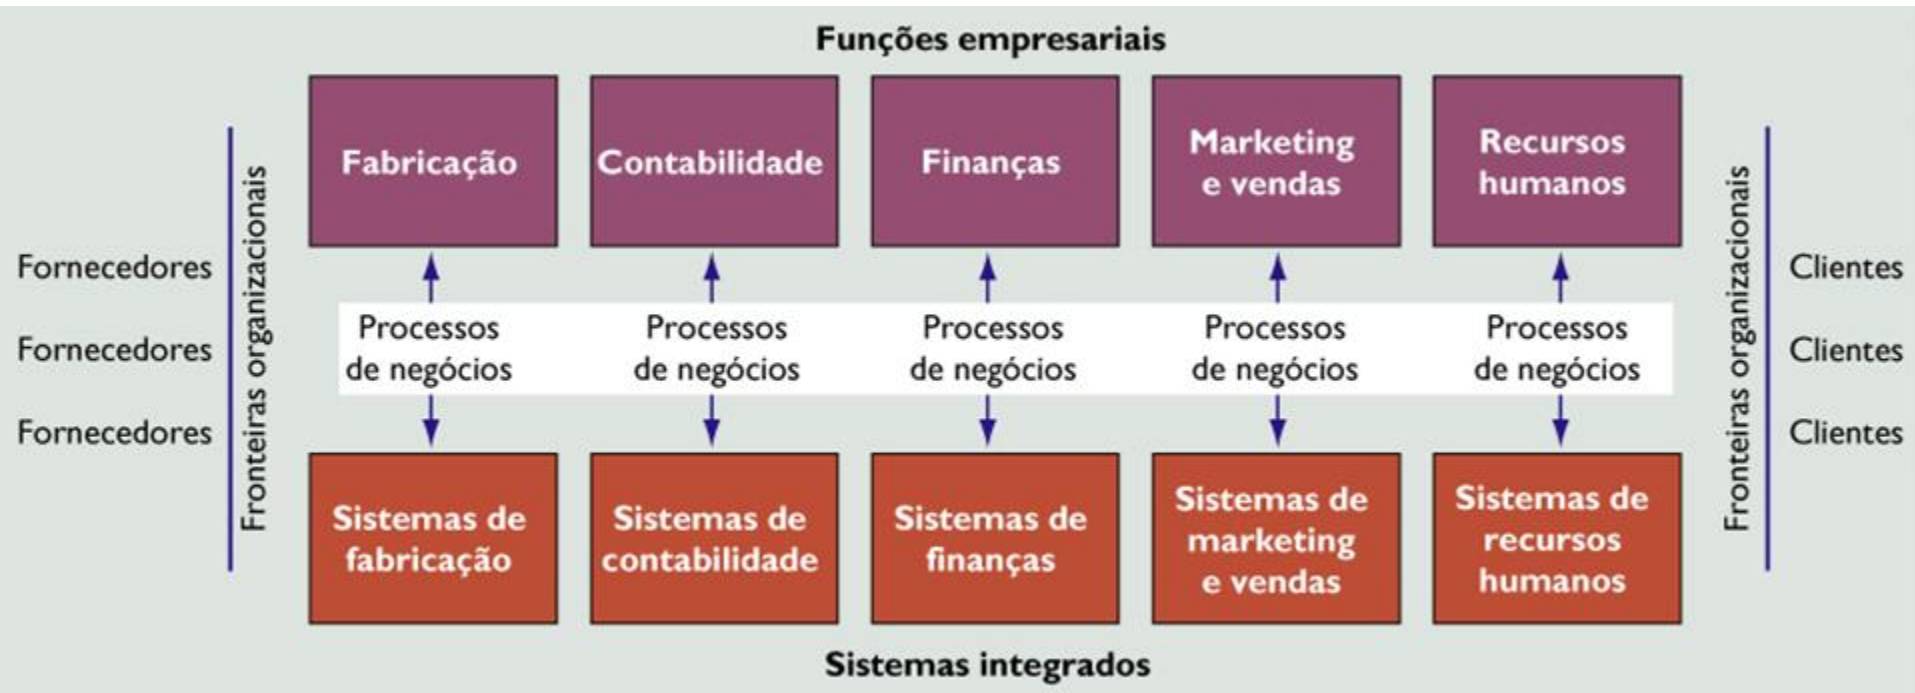 Funções empresariais
Fabricação
Contabilidade
Finanças
Marketing
e vendas
Recursos
humanos
Fornecedores
Fornecedores
Fornecedores
Fronteiras organizacionais
Processos
de negócios
Processos
de negócios
Processos
de negócios
Processos
de negócios
Processos
de negócios
Fronteiras organizacionais
Clientes
Clientes
Clientes
Sistemas de
fabricação
Sistemas de
contabilidade
Sistemas de
finanças
Sistemas de
marketing
e vendas
Sistemas de
recursos
humanos
Sistemas integrados